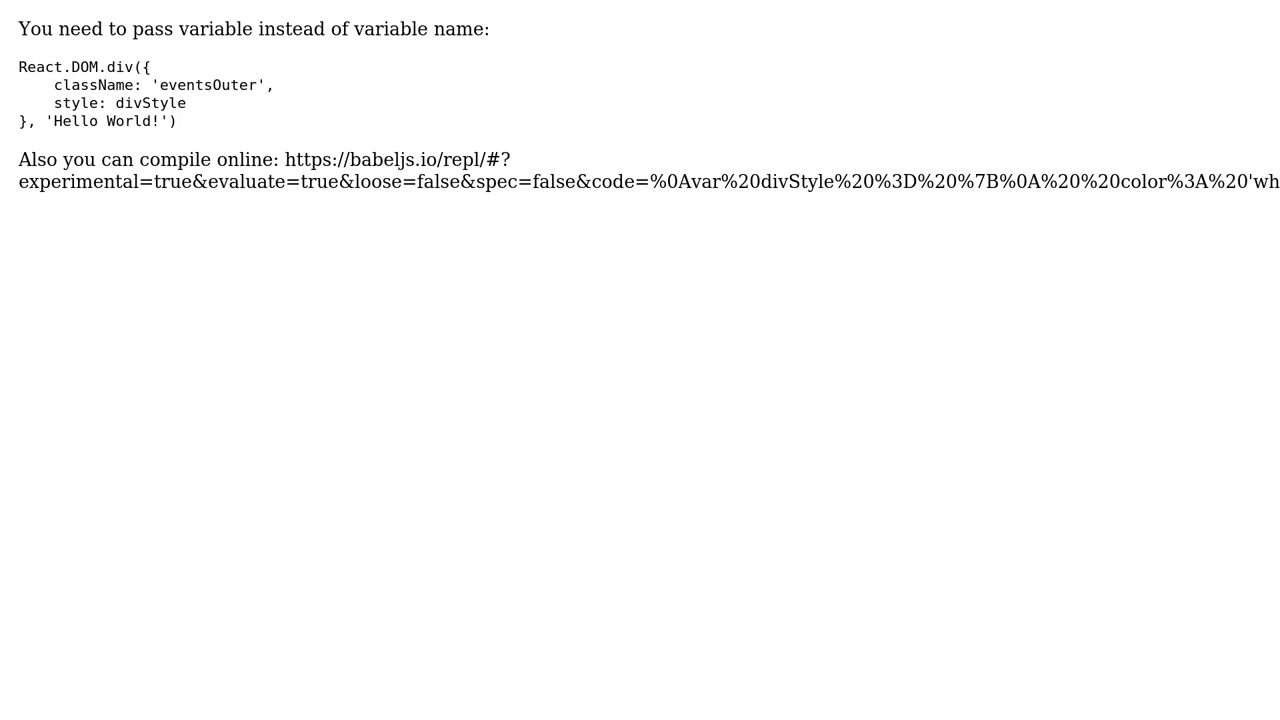 You need to pass variable instead of variable name:
React.DOM.div({
    className: 'eventsOuter',
    style: divStyle
}, 'Hello World!')
Also you can compile online: https://babeljs.io/repl/#?
experimental=true&evaluate=true&loose=false&spec=false&code=%0Avar%20divStyle%20%3D%20%7B%0A%20%20color%3A%20'wh